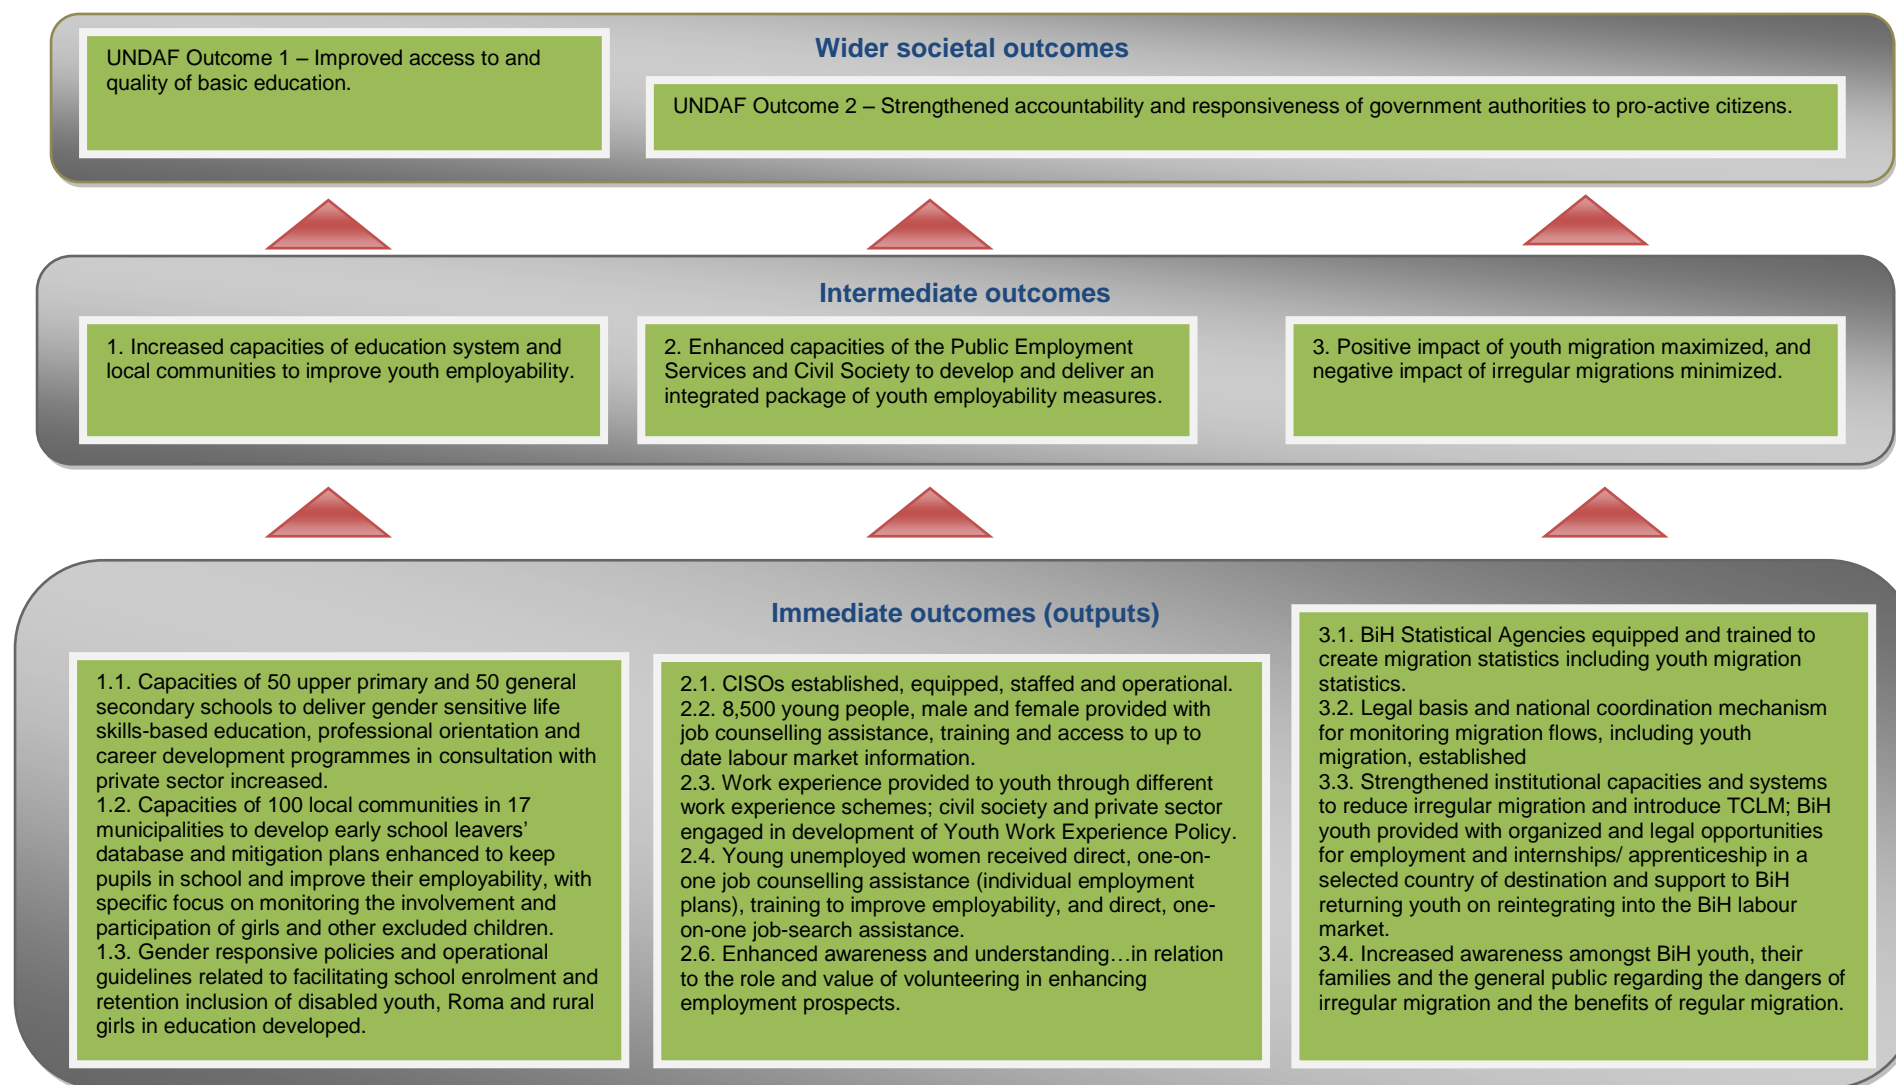 Wider societal outcomes
UNDAF Outcome 1 – Improved access to and
quality of basic education.
UNDAF Outcome 2 – Strengthened accountability and responsiveness of government authorities to pro-active citizens.
Intermediate outcomes
1. Increased capacities of education system and
local communities to improve youth employability.
2. Enhanced capacities of the Public Employment
Services and Civil Society to develop and deliver an
integrated package of youth employability measures.
3. Positive impact of youth migration maximized, and
negative impact of irregular migrations minimized.
Immediate outcomes (outputs)
1.1. Capacities of 50 upper primary and 50 general
secondary schools to deliver gender sensitive life
skills-based education, professional orientation and
career development programmes in consultation with
private sector increased.
1.2. Capacities of 100 local communities in 17
municipalities to develop early school leavers’
database and mitigation plans enhanced to keep
pupils in school and improve their employability, with
specific focus on monitoring the involvement and
participation of girls and other excluded children.
1.3. Gender responsive policies and operational
guidelines related to facilitating school enrolment and
retention inclusion of disabled youth, Roma and rural
girls in education developed.
2.1. CISOs established, equipped, staffed and operational.
2.2. 8,500 young people, male and female provided with
job counselling assistance, training and access to up to
date labour market information.
2.3. Work experience provided to youth through different
work experience schemes; civil society and private sector
engaged in development of Youth Work Experience Policy.
2.4. Young unemployed women received direct, one-on-
one job counselling assistance (individual employment
plans), training to improve employability, and direct, one-
on-one job-search assistance.
2.6. Enhanced awareness and understanding…in relation
to the role and value of volunteering in enhancing
employment prospects.
3.1. BiH Statistical Agencies equipped and trained to
create migration statistics including youth migration
statistics.
3.2. Legal basis and national coordination mechanism
for monitoring migration flows, including youth
migration, established
3.3. Strengthened institutional capacities and systems
to reduce irregular migration and introduce TCLM; BiH
youth provided with organized and legal opportunities
for employment and internships/ apprenticeship in a
selected country of destination and support to BiH
returning youth on reintegrating into the BiH labour
market.
3.4. Increased awareness amongst BiH youth, their
families and the general public regarding the dangers of
irregular migration and the benefits of regular migration.